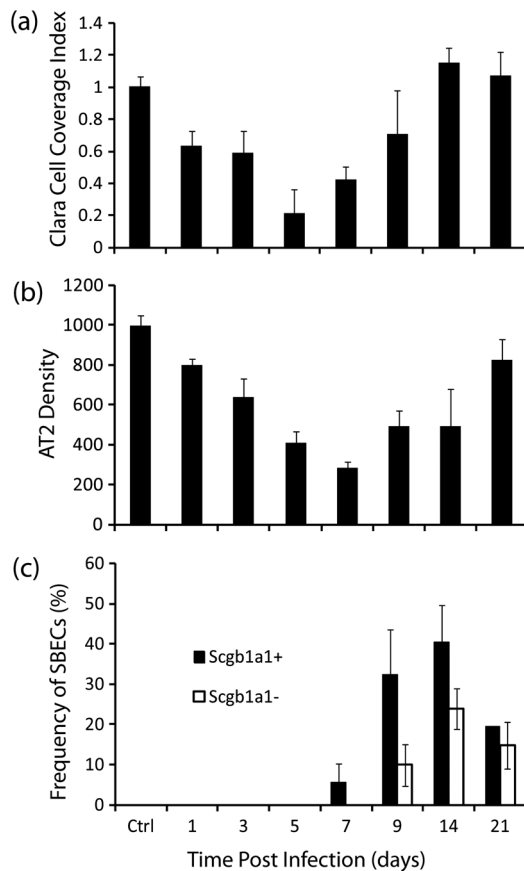 (a)
Clara Cell Coverage Index
1.4
1.2
1
0.8
0.6
0.4
0.2
0
(b)
AT2 Density
1200
1000
800
600
400
200
0
(c)
Frequency of SBECs (%)
60
50
40
30
20
10
0
Scgb1a1+
Scgb1a1-
Ctrl 1 3 5 7 9 14 21
Time Post Infection (days)